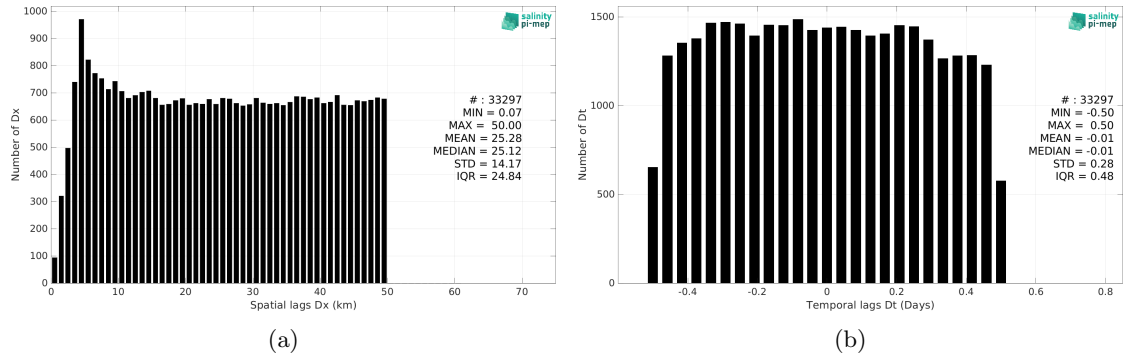 1000
900
800
700
600
500
400
300
200
100
0
Number of Dx
0 10 20 30 40 50 60 70
Spatial lags Dx (km)
salinity
pi-mep
# : 33297
MIN = 0.07
MAX = 50.00
MEAN = 25.28
MEDIAN = 25.12
STD = 14.17
IQR = 24.84
(a)
1500
1000
500
0
Number of Dt
-0.4 -0.2 0 0.2 0.4 0.6 0.8
Temporal lags Dt (Days)
salinity
pi-mep
# : 33297
MIN = -0.50
MAX = 0.50
MEAN = -0.01
MEDIAN = -0.01
STD = 0.28
IQR = 0.48
(b)